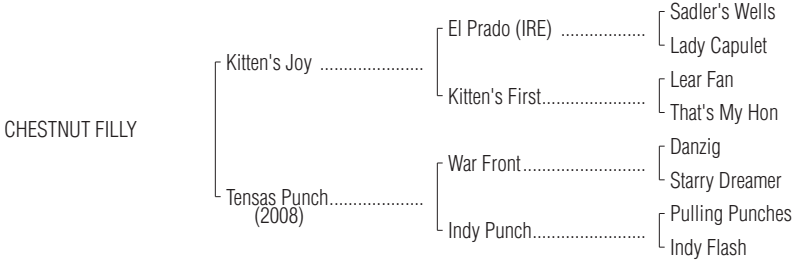 Sadler's Wells
El Prado (IRE) ...................
Lady Capulet
Kitten's Joy .......................
Lear Fan
Kitten's First.......................
That's My Hon
CHESTNUT FILLY
Danzig
War Front...........................
Starry Dreamer
Tensas Punch.....................
(2008)
Pulling Punches
Indy Punch.........................
Indy Flash